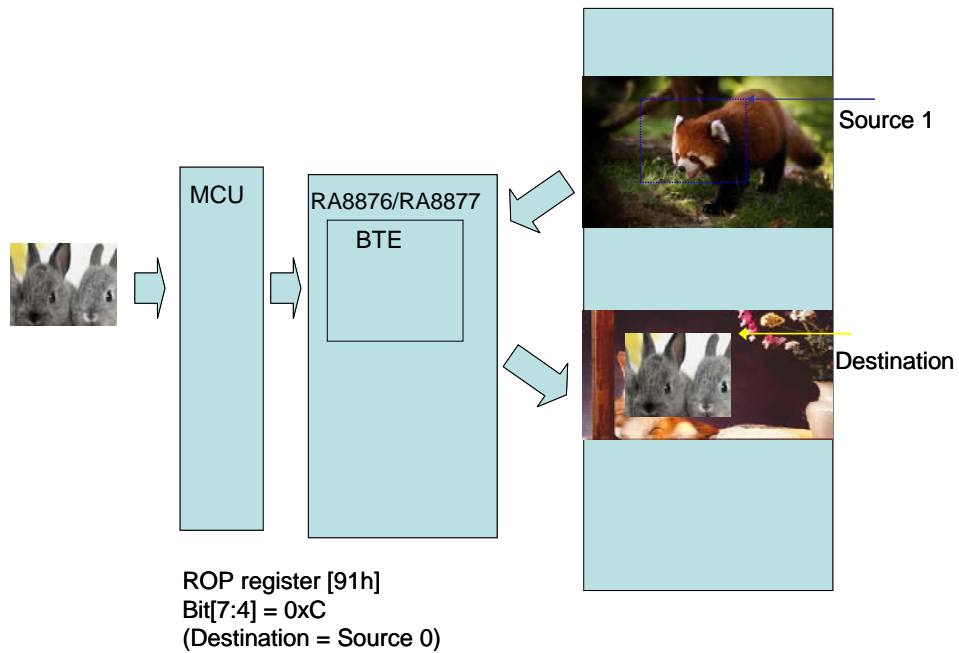 Source 1
MCU
RA8876/RA8877
BTE
Destination
ROP register [91h]
Bit[7:4] = 0xC
(Destination = Source 0)